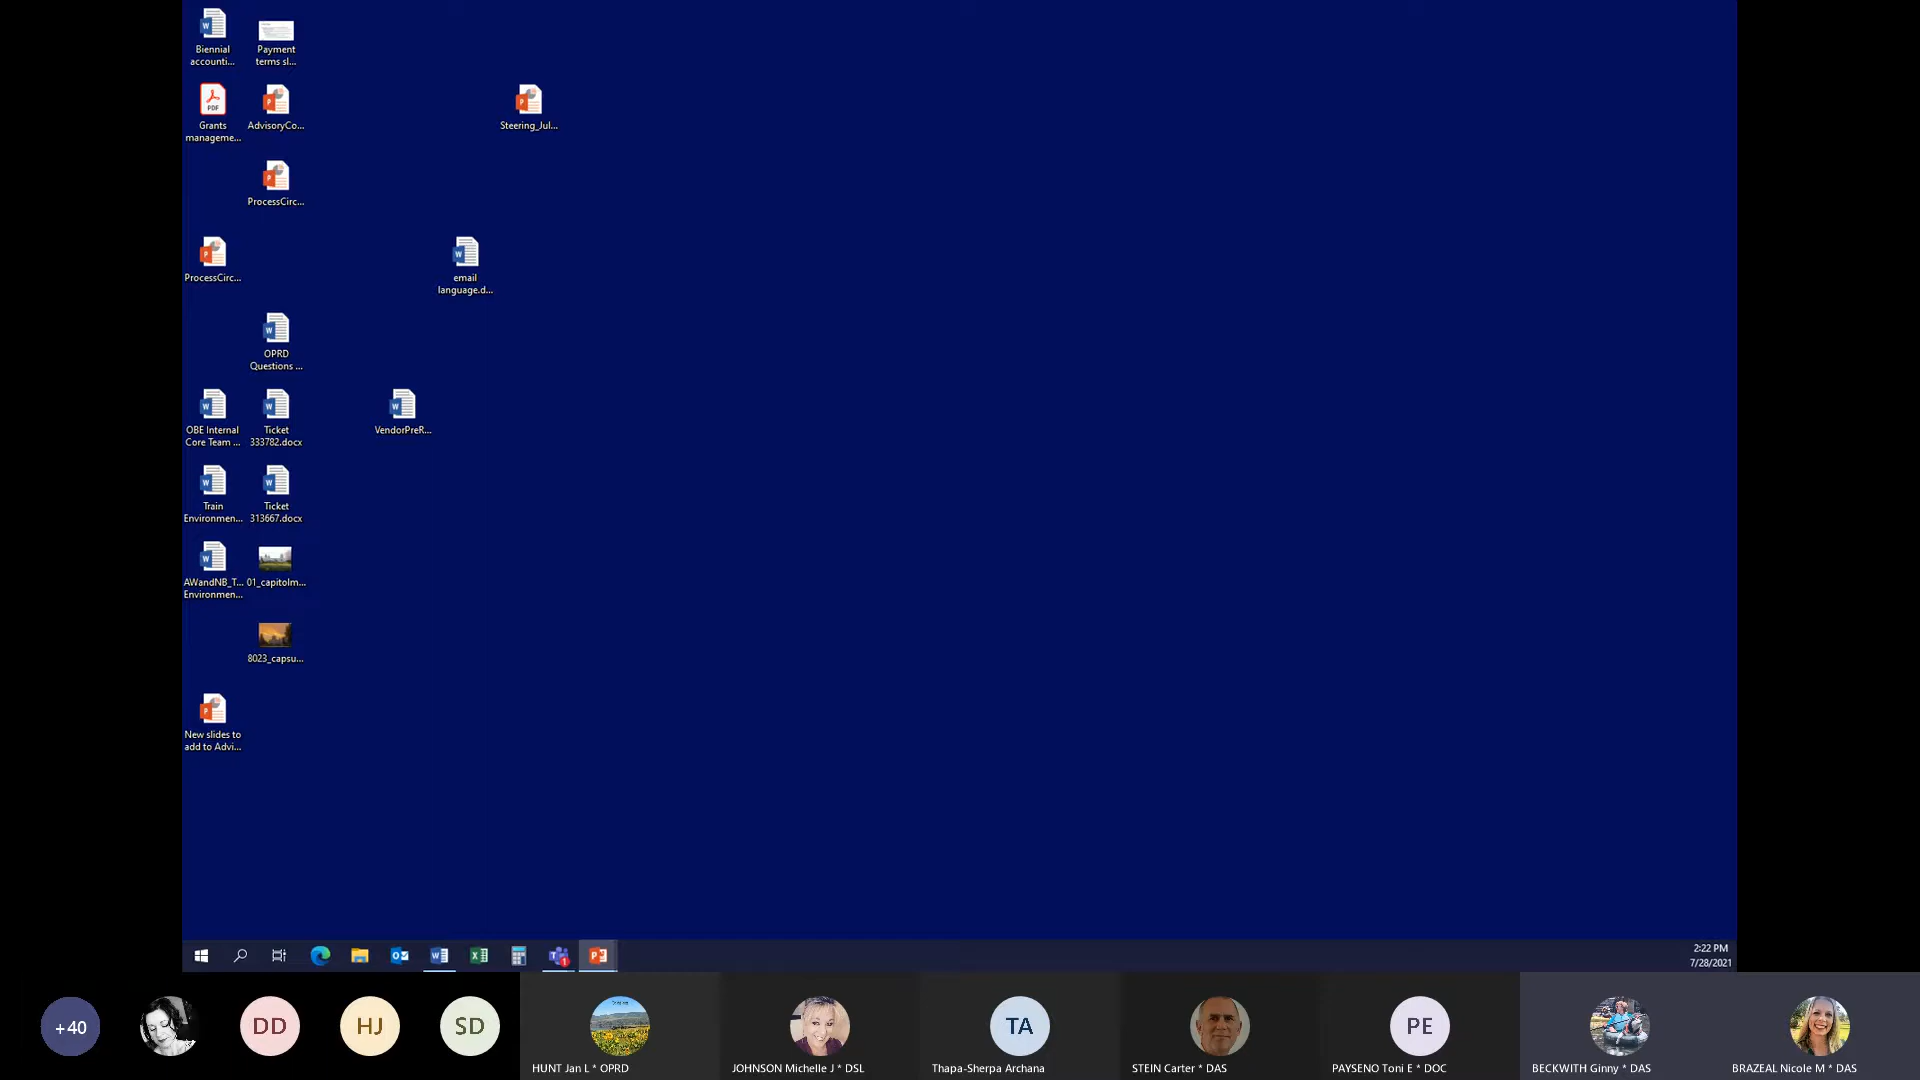 Biennial
accounti...
Payment
terms sl...
Grants
manageme...
AdvisoryCo...
Steering_Jul...
ProcessCirc...
ProcessCirc...
email
language.d...
OPRD
Questions ...
OBE Internal
Core Team ...
Ticket
333782.docx
VendorPreR...
Train
Environmen...
Ticket
313667.docx
AWandNB_T...
Environmen...
01_capitolm...
8023_capsu...
New slides to
add to Advi...
2:22 PM
7/28/2021
+40
DD
HJ
SD
TA
PE
HUNT Jan L * OPRD
JOHNSON Michelle J * DSL
Thapa-Sherpa Archana
STEIN Carter * DAS
PAYSENO Toni E * DOC
BECKWITH Ginny * DAS
BRAZEAL Nicole M * DAS